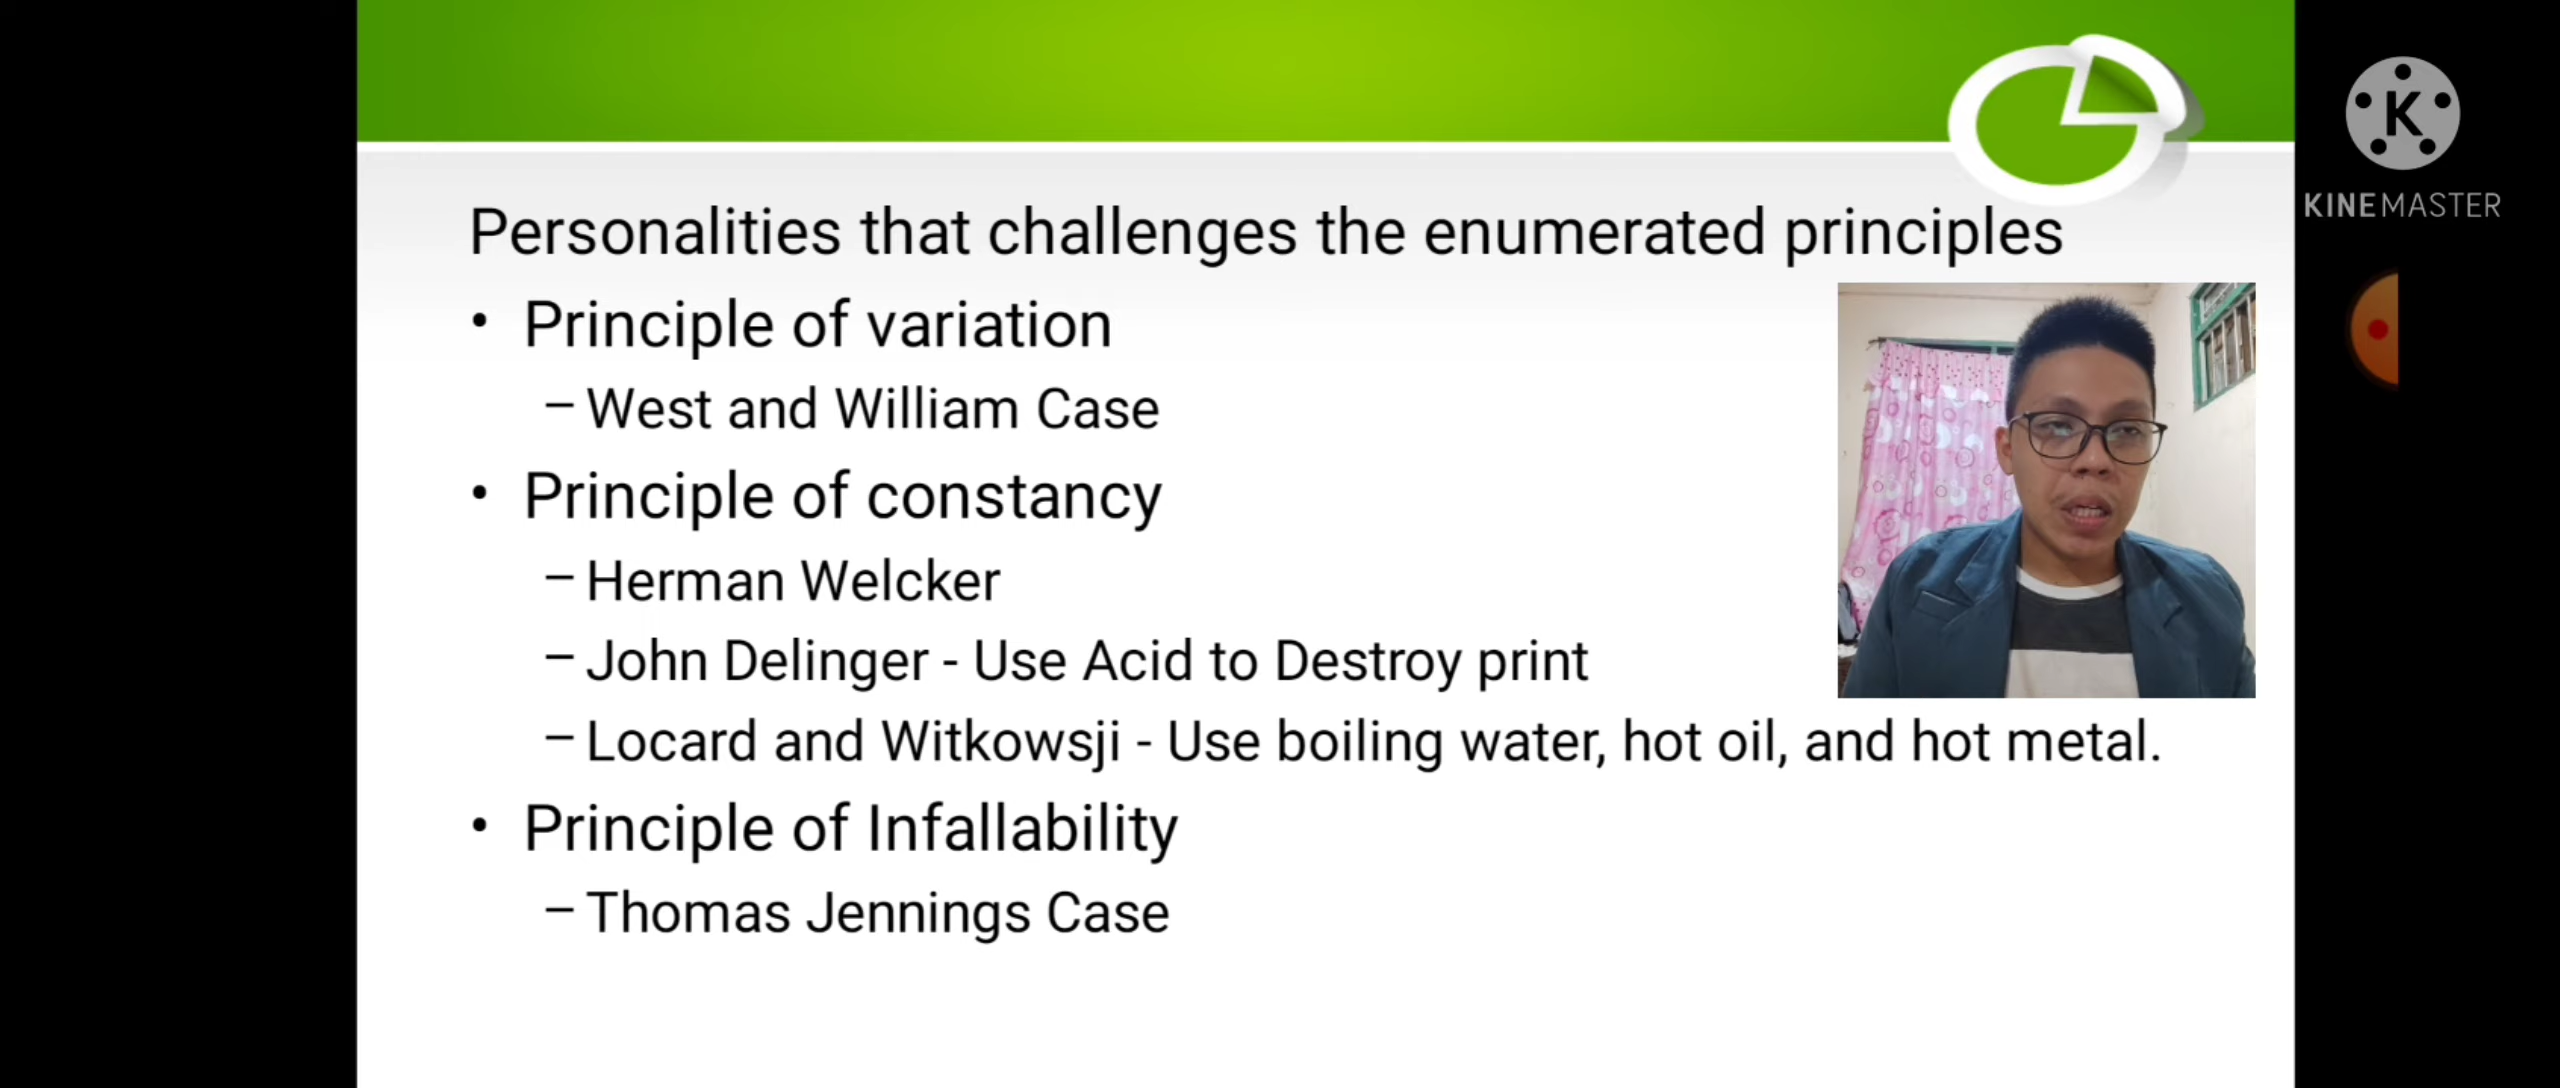 Personalities that challenges the enumerated principles
• Principle of variation
– West and William Case
• Principle of constancy
– Herman Welcker
– John Delinger - Use Acid to Destroy print
– Locard and Witkowsji - Use boiling water, hot oil, and hot metal.
• Principle of Infallability
– Thomas Jennings Case
K
KINEMASTER